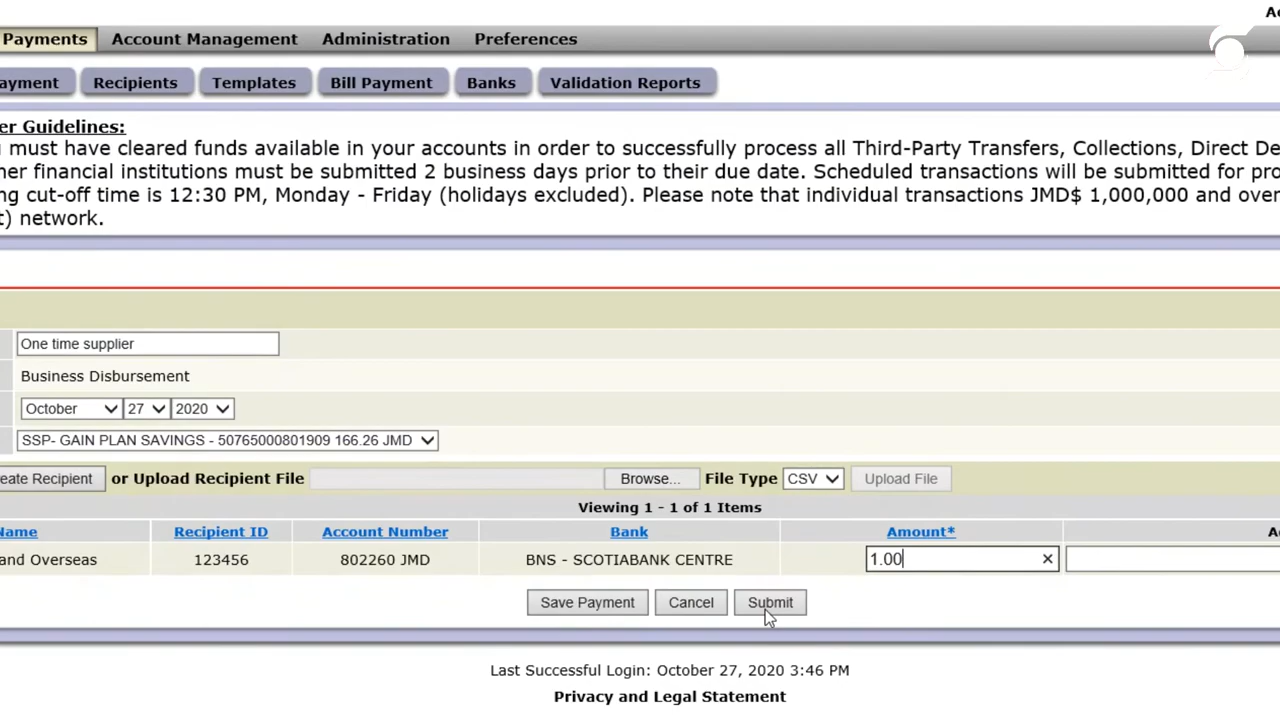 Ac
Payments Account Management Administration Preferences
ayment Recipients Templates Bill Payment Banks Validation Reports
er Guidelines:
u must have cleared funds available in your accounts in order to successfully process all Third-Party Transfers, Collections, Direct De
her financial institutions must be submitted 2 business days prior to their due date. Scheduled transactions will be submitted for pro
ng cut-off time is 12:30 PM, Monday - Friday (holidays excluded). Please note that individual transactions JMD$ 1,000,000 and over
t) network.
One time supplier
Business Disbursement
October 27 2020
SSP- GAIN PLAN SAVINGS - 50765000801909 166.26 JMD
eate Recipient or Upload Recipient File Browse... File Type CSV Upload File
Viewing 1 - 1 of 1 Items
Name Recipient ID Account Number Bank Amount* Ac
and Overseas 123456 802260 JMD BNS - SCOTIABANK CENTRE 1.00
Save Payment Cancel Submit
Last Successful Login: October 27, 2020 3:46 PM
Privacy and Legal Statement